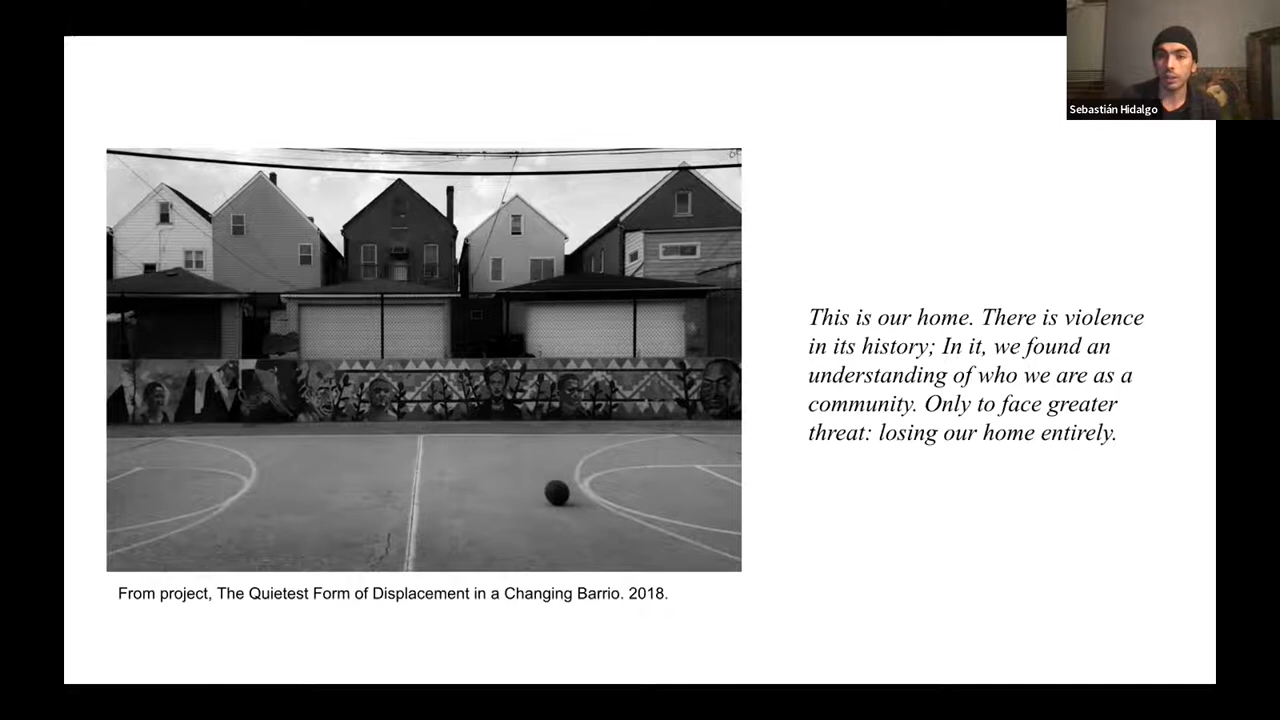 Sebastián Hidalgo
This is our home. There is violence
in its history; In it, we found an
understanding of who we are as a
community. Only to face greater
threat: losing our home entirely.
From project, The Quietest Form of Displacement in a Changing Barrio. 2018.